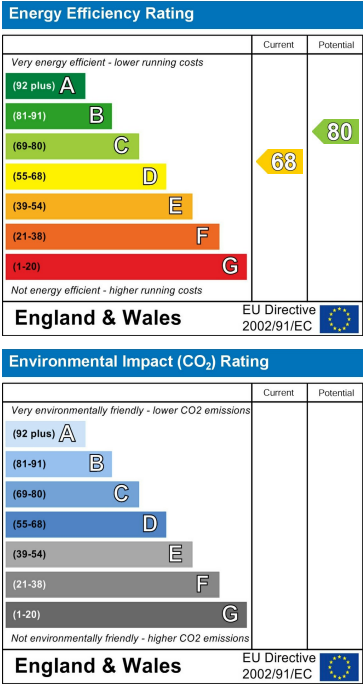 Energy Efficiency Rating
Current Potential
Very energy efficient - lower running costs
(92 plus) A
(81-91) B
(69-80) C
(55-68) D
(39-54) E
(21-38) F
(1-20) G
68
80
Not energy efficient - higher running costs
England & Wales
EU Directive
2002/91/EC
Environmental Impact (CO₂) Rating
Current Potential
Very environmentally friendly - lower CO2 emissions
(92 plus) A
(81-91) B
(69-80) C
(55-68) D
(39-54) E
(21-38) F
(1-20) G
Not environmentally friendly - higher CO2 emissions
England & Wales
EU Directive
2002/91/EC